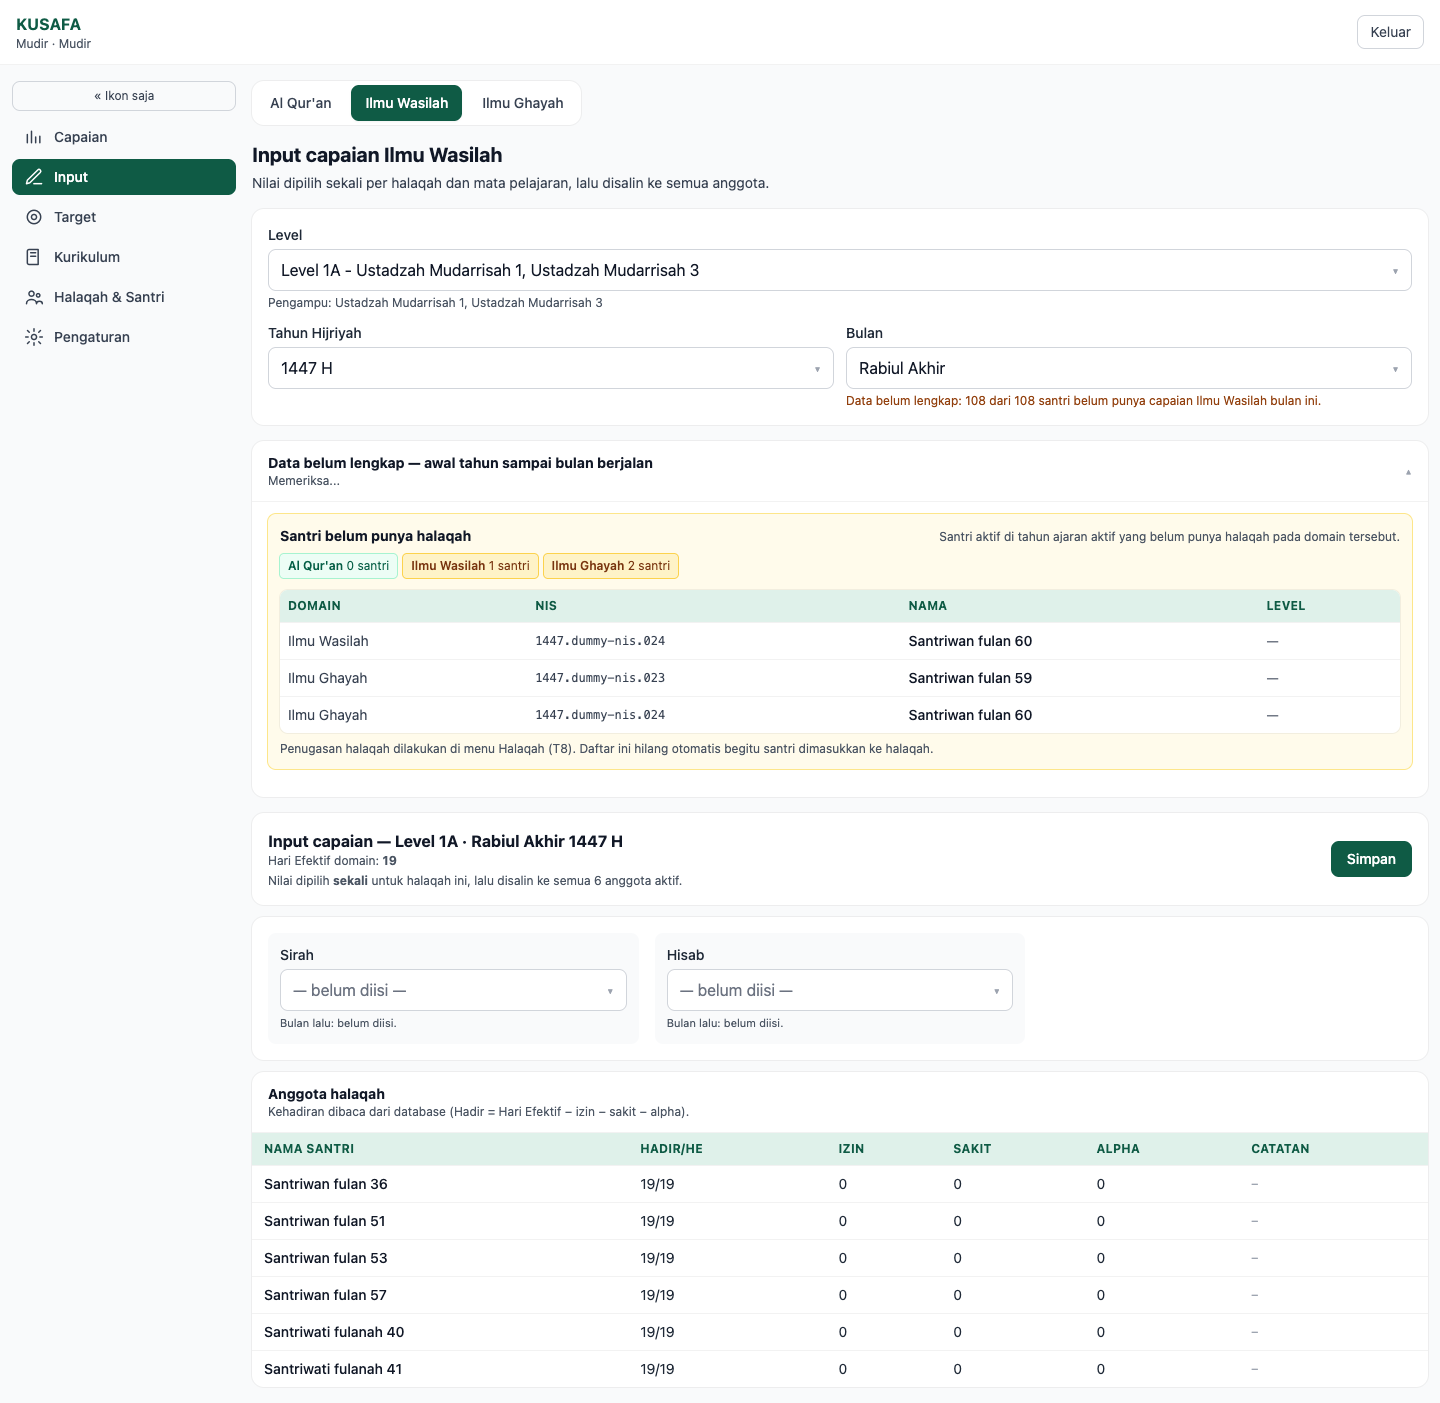 KUSAFA
Mudir · Mudir
Keluar
« Ikon saja
Capaian
Input
Target
Kurikulum
Halaqah & Santri
Pengaturan
Al Qur'an
Ilmu Wasilah
Ilmu Ghayah
Input capaian Ilmu Wasilah
Nilai dipilih sekali per halaqah dan mata pelajaran, lalu disalin ke semua anggota.
Level
Level 1A - Ustadzah Mudarrisah 1, Ustadzah Mudarrisah 3
Pengampu: Ustadzah Mudarrisah 1, Ustadzah Mudarrisah 3
Tahun Hijriyah
1447 H
Bulan
Rabiul Akhir
Data belum lengkap: 108 dari 108 santri belum punya capaian Ilmu Wasilah bulan ini.
Data belum lengkap — awal tahun sampai bulan berjalan
Memeriksa...
Santri belum punya halaqah
Santri aktif di tahun ajaran aktif yang belum punya halaqah pada domain tersebut.
Al Qur'an 0 santri
Ilmu Wasilah 1 santri
Ilmu Ghayah 2 santri
DOMAIN NIS NAMA LEVEL
Ilmu Wasilah 1447.dummy-nis.024 Santriwan fulan 60 —
Ilmu Ghayah 1447.dummy-nis.023 Santriwan fulan 59 —
Ilmu Ghayah 1447.dummy-nis.024 Santriwan fulan 60 —
Penugasan halaqah dilakukan di menu Halaqah (T8). Daftar ini hilang otomatis begitu santri dimasukkan ke halaqah.
Input capaian — Level 1A · Rabiul Akhir 1447 H
Hari Efektif domain: 19
Nilai dipilih sekali untuk halaqah ini, lalu disalin ke semua 6 anggota aktif.
Simpan
Sirah
— belum diisi —
Bulan lalu: belum diisi.
Hisab
— belum diisi —
Bulan lalu: belum diisi.
Anggota halaqah
Kehadiran dibaca dari database (Hadir = Hari Efektif − izin − sakit − alpha).
NAMA SANTRI HADIR/HE IZIN SAKIT ALPHA CATATAN
Santriwan fulan 36 19/19 0 0 0 –
Santriwan fulan 51 19/19 0 0 0 –
Santriwan fulan 53 19/19 0 0 0 –
Santriwan fulan 57 19/19 0 0 0 –
Santriwati fulanah 40 19/19 0 0 0 –
Santriwati fulanah 41 19/19 0 0 0 –